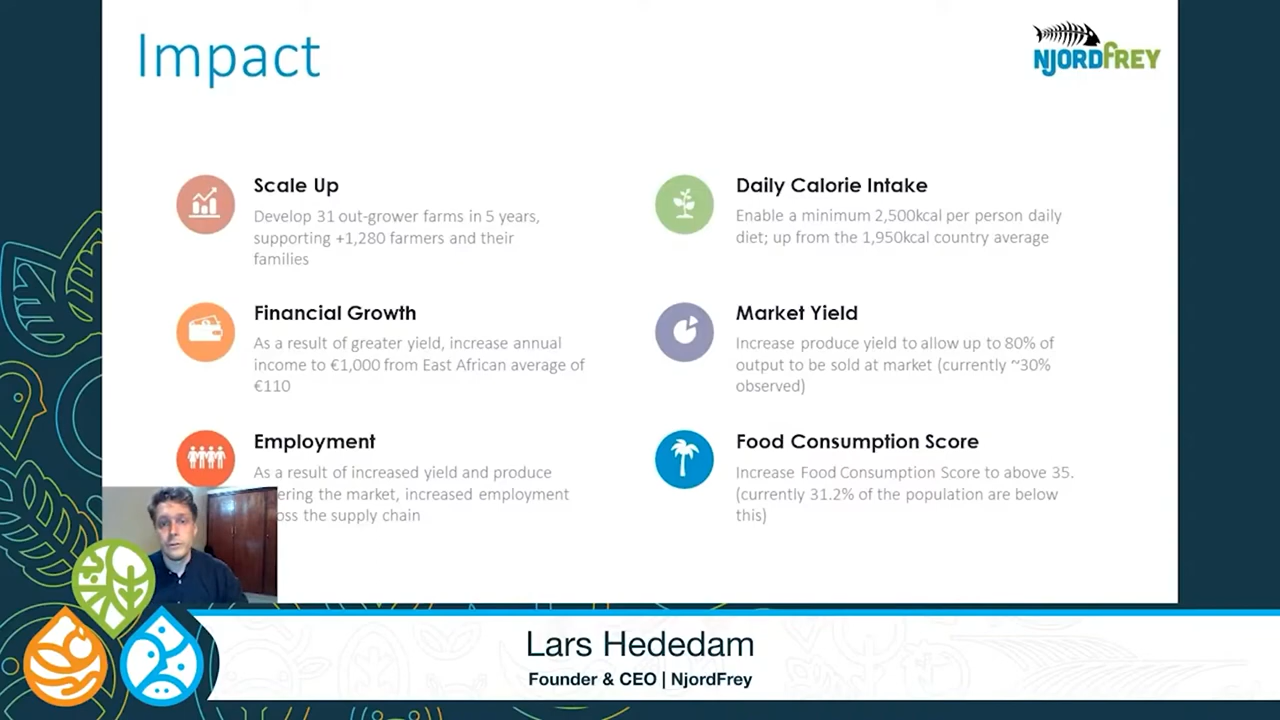 Impact
NJORDFREY
Scale Up
Develop 31 out-grower farms in 5 years,
supporting +1,280 farmers and their
families
Daily Calorie Intake
Enable a minimum 2,500kcal per person daily
diet; up from the 1,950kcal country average
Financial Growth
As a result of greater yield, increase annual
income to €1,000 from East African average of
€110
Market Yield
Increase produce yield to allow up to 80% of
output to be sold at market (currently ~30%
observed)
Employment
As a result of increased yield and produce
the market, increased employment
the supply chain
Food Consumption Score
Increase Food Consumption Score to above 35.
(currently 31.2% of the population are below
this)
Lars Hededam
Founder & CEO | NjordFrey